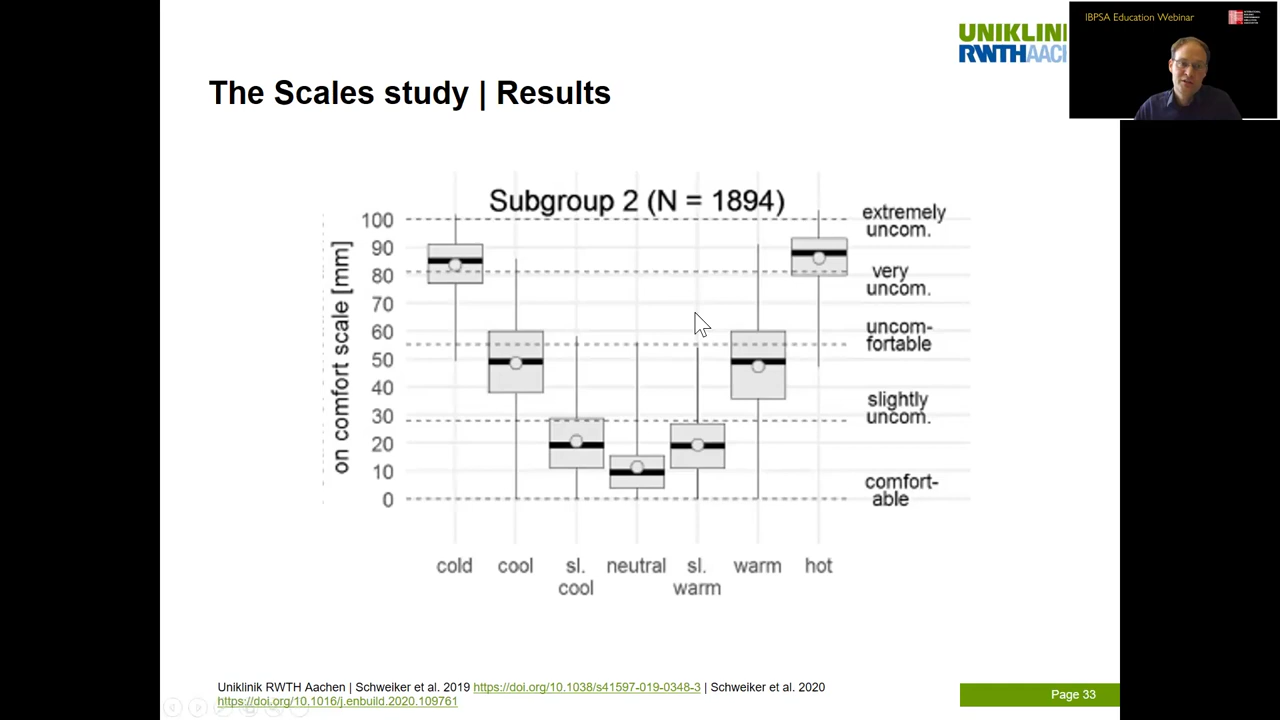 IBPSA Education Webinar
UNIKLINI
RWTHAAC
The Scales study | Results
Subgroup 2 (N = 1894)
on comfort scale [mm]
100
90
80
70
60
50
40
30
20
10
0
extremely
uncom.
very
uncom.
uncom-
fortable
slightly
uncom.
comfort-
able
cold cool sl. neutral sl. warm hot
cool warm
Uniklinik RWTH Aachen | Schweiker et al. 2019 https://doi.org/10.1038/s41597-019-0348-3 | Schweiker et al. 2020
https://doi.org/10.1016/j.enbuild.2020.109761
Page 33